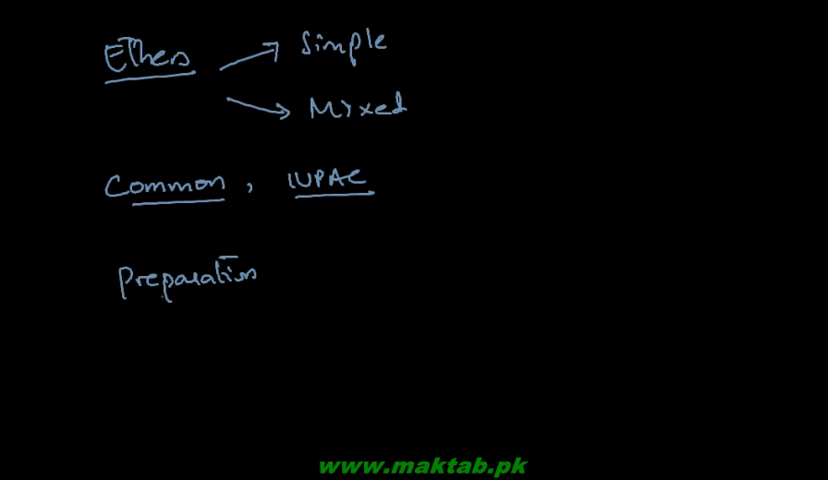 Ethers
Simple
Mixed
Common, IUPAC
Preparation
www.maktab.pk